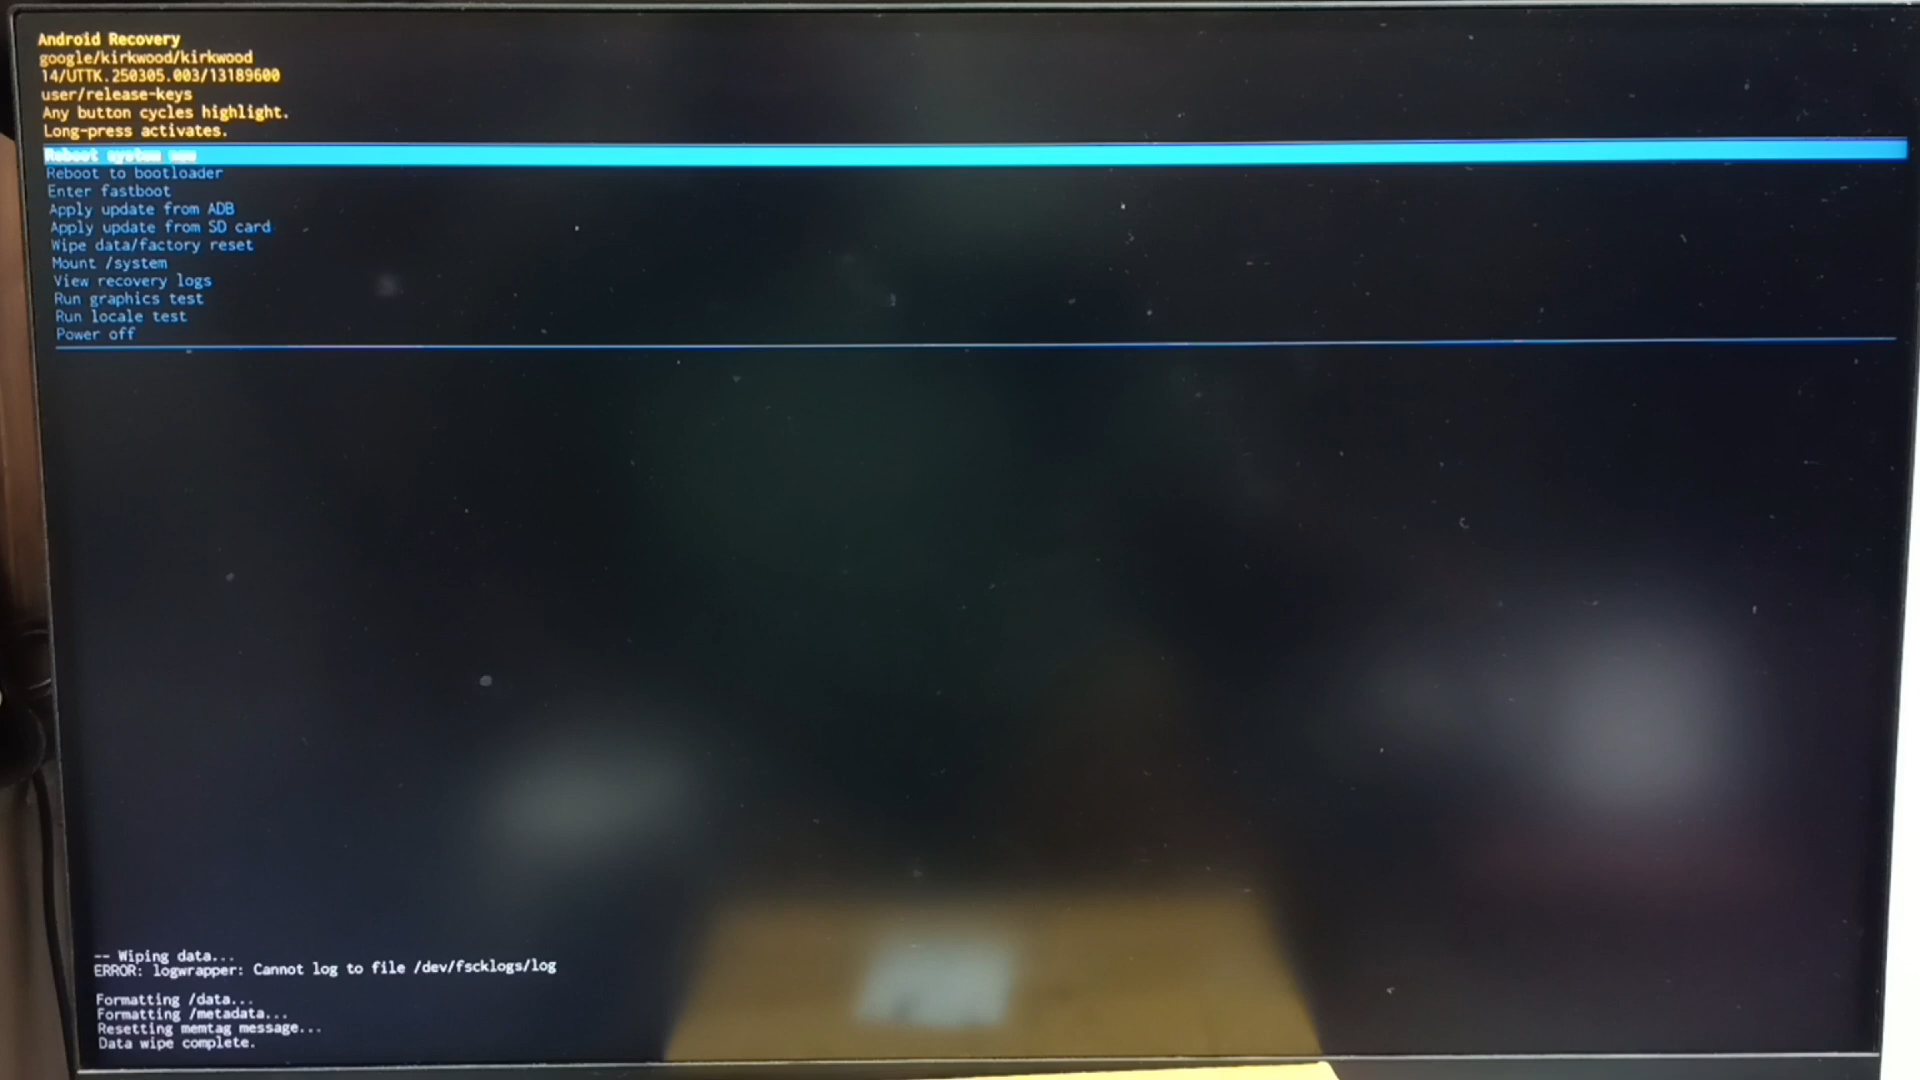 Android Recovery
google/kirkwood/kirkwood
14/UTTK.250305.003/13189600
user/release-keys
Any button cycles highlight.
Long-press activates.
Reboot system now
Reboot to bootloader
Enter fastboot
Apply update from ADB
Apply update from SD card
Wipe data/factory reset
Mount /system
View recovery logs
Run graphics test
Run locale test
Power off
-- Wiping data...
ERROR: logwrapper: Cannot log to file /dev/fscklogs/log
Formatting /data...
Formatting /metadata...
Resetting memtag message...
Data wipe complete.